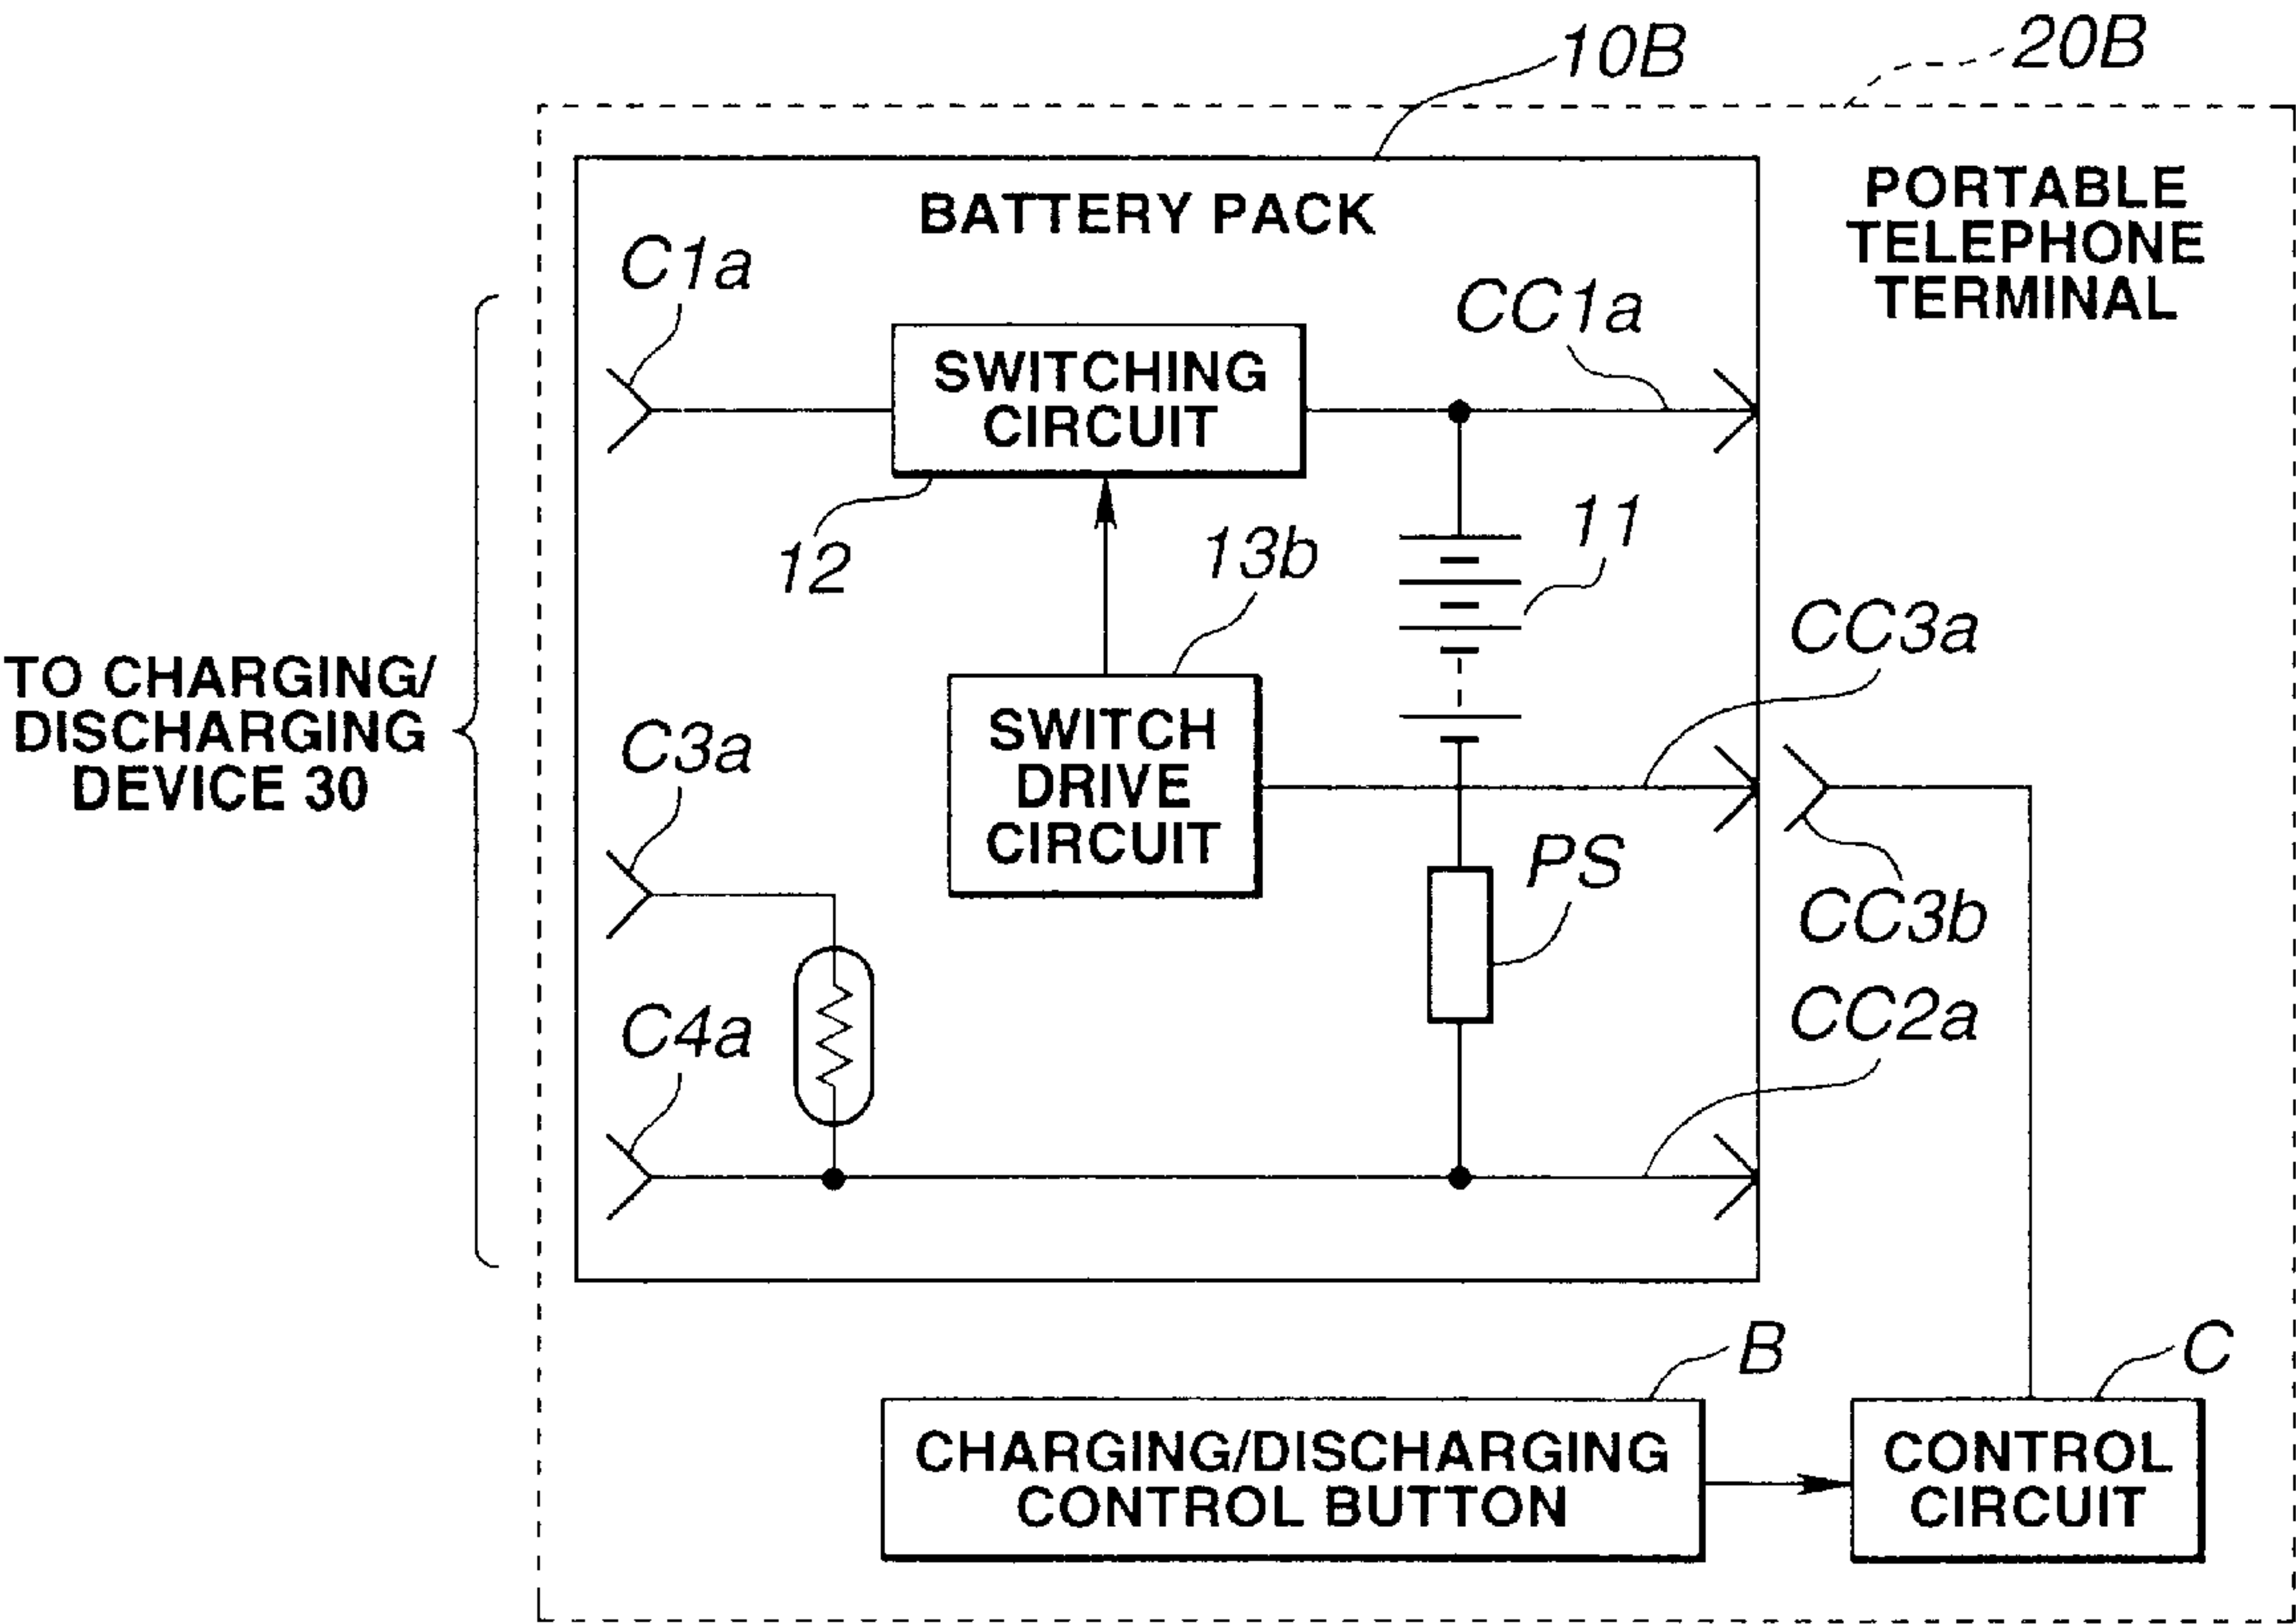 10B
20B
BATTERY PACK
PORTABLE
TELEPHONE
TERMINAL
C1a
CC1a
SWITCHING
CIRCUIT
12
13b
11
CC3a
TO CHARGING/
DISCHARGING
DEVICE 30
C3a
SWITCH
DRIVE
CIRCUIT
PS
CC3b
C4a
CC2a
B
C
CHARGING/DISCHARGING
CONTROL BUTTON
CONTROL
CIRCUIT